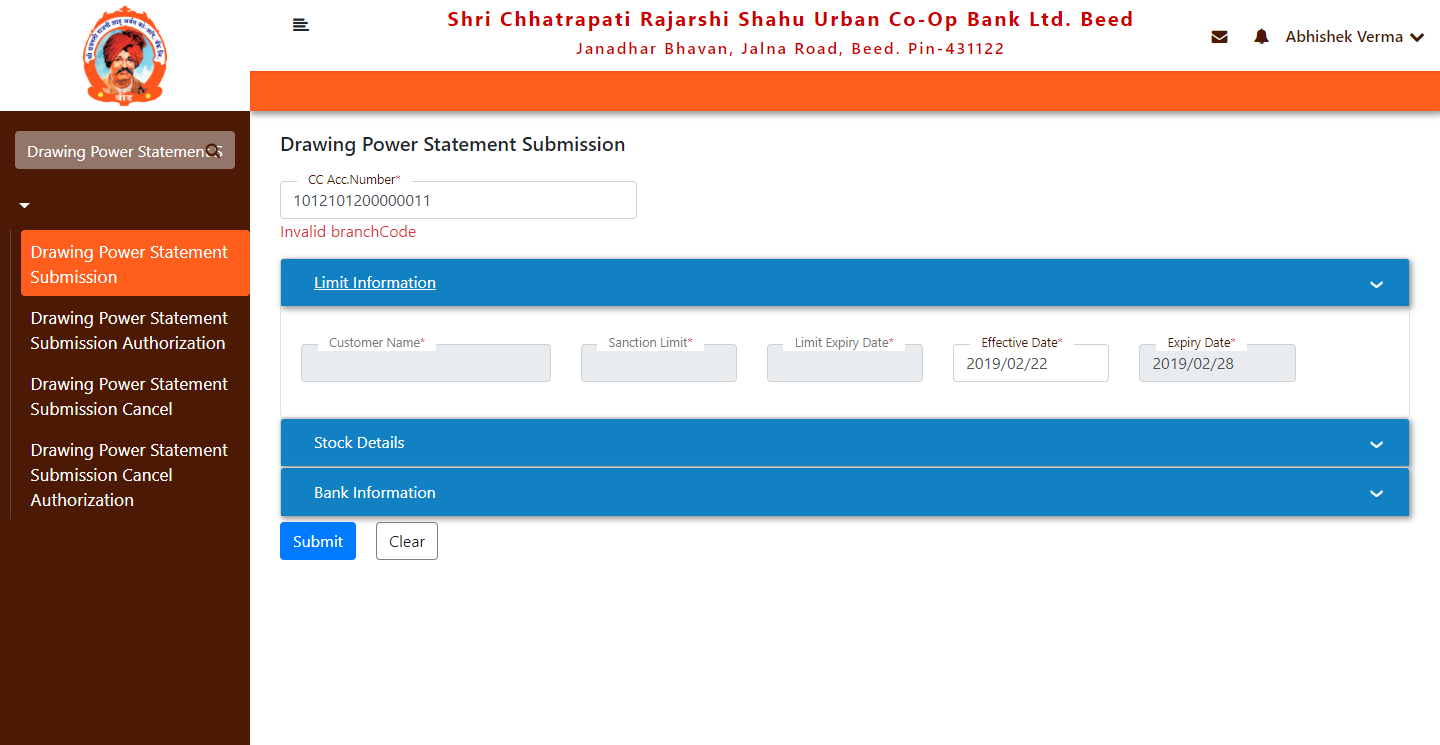 Shri Chhatrapati Rajarshi Shahu Urban Co-Op Bank Ltd. Beed
Janadhar Bhavan, Jalna Road, Beed. Pin-431122
Abhishek Verma
बीड
Drawing Power Statement S
Drawing Power Statement
Submission
Drawing Power Statement
Submission Authorization
Drawing Power Statement
Submission Cancel
Drawing Power Statement
Submission Cancel
Authorization
Drawing Power Statement Submission
CC Acc.Number*
1012101200000011
Invalid branchCode
Limit Information
Customer Name*
Sanction Limit*
Limit Expiry Date*
Effective Date*
2019/02/22
Expiry Date*
2019/02/28
Stock Details
Bank Information
Submit
Clear